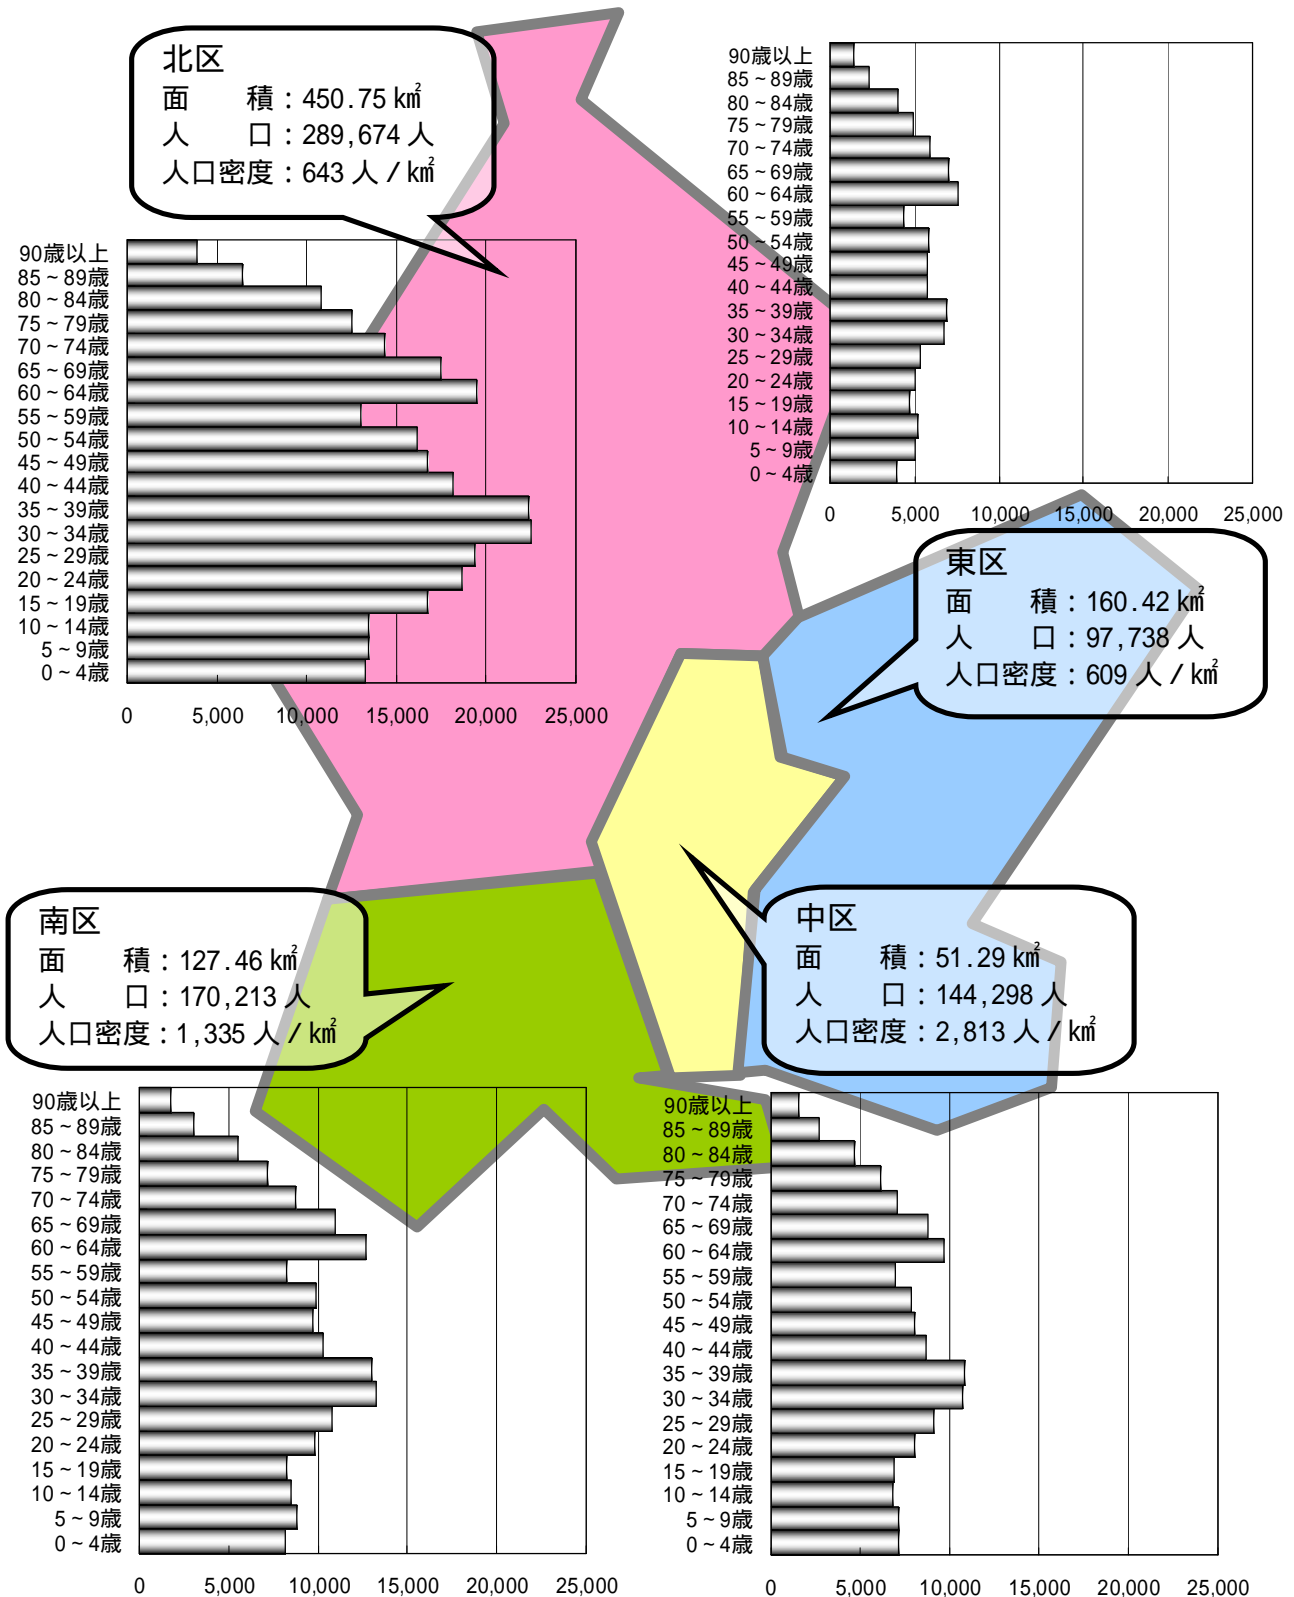 北区
面　　積：450.75 km²
人　　口：289,674 人
人口密度：643 人／km²
90歳以上
85～89歳
80～84歳
75～79歳
70～74歳
65～69歳
60～64歳
55～59歳
50～54歳
45～49歳
40～44歳
35～39歳
30～34歳
25～29歳
20～24歳
15～19歳
10～14歳
5～9歳
0～4歳
0 5,000 10,000 15,000 20,000 25,000
90歳以上
85～89歳
80～84歳
75～79歳
70～74歳
65～69歳
60～64歳
55～59歳
50～54歳
45～49歳
40～44歳
35～39歳
30～34歳
25～29歳
20～24歳
15～19歳
10～14歳
5～9歳
0～4歳
0 5,000 10,000 15,000 20,000 25,000
東区
面　　積：160.42 km²
人　　口：97,738 人
人口密度：609 人／km²
南区
面　　積：127.46 km²
人　　口：170,213 人
人口密度：1,335 人／km²
90歳以上
85～89歳
80～84歳
75～79歳
70～74歳
65～69歳
60～64歳
55～59歳
50～54歳
45～49歳
40～44歳
35～39歳
30～34歳
25～29歳
20～24歳
15～19歳
10～14歳
5～9歳
0～4歳
0 5,000 10,000 15,000 20,000 25,000
中区
面　　積：51.29 km²
人　　口：144,298 人
人口密度：2,813 人／km²
90歳以上
85～89歳
80～84歳
75～79歳
70～74歳
65～69歳
60～64歳
55～59歳
50～54歳
45～49歳
40～44歳
35～39歳
30～34歳
25～29歳
20～24歳
15～19歳
10～14歳
5～9歳
0～4歳
0 5,000 10,000 15,000 20,000 25,000